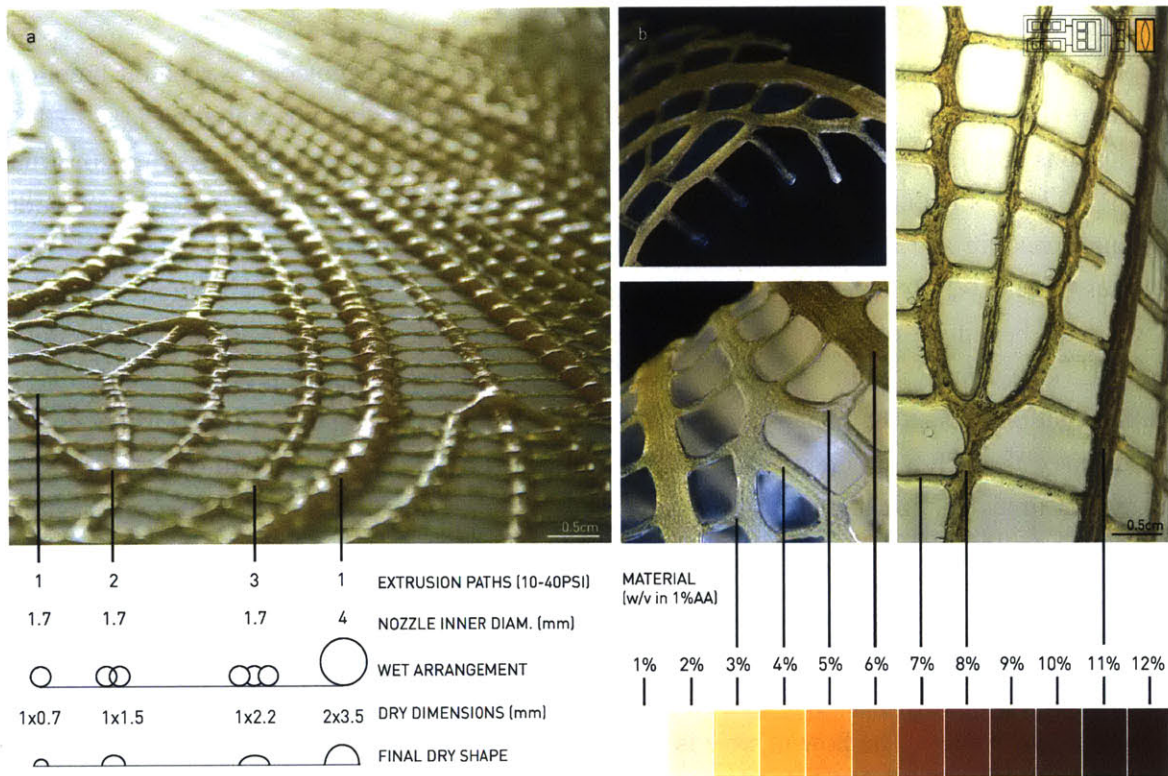 a
b
0.5cm
0.5cm
1 2 3 1 EXTRUSION PATHS (10-40PSI)
1.7 1.7 1.7 4 NOZZLE INNER DIAM. (mm)
WET ARRANGEMENT
1x0.7 1x1.5 1x2.2 2x3.5 DRY DIMENSIONS (mm)
FINAL DRY SHAPE
MATERIAL
(w/v in 1%AA)
1% 2% 3% 4% 5% 6% 7% 8% 9% 10% 11% 12%